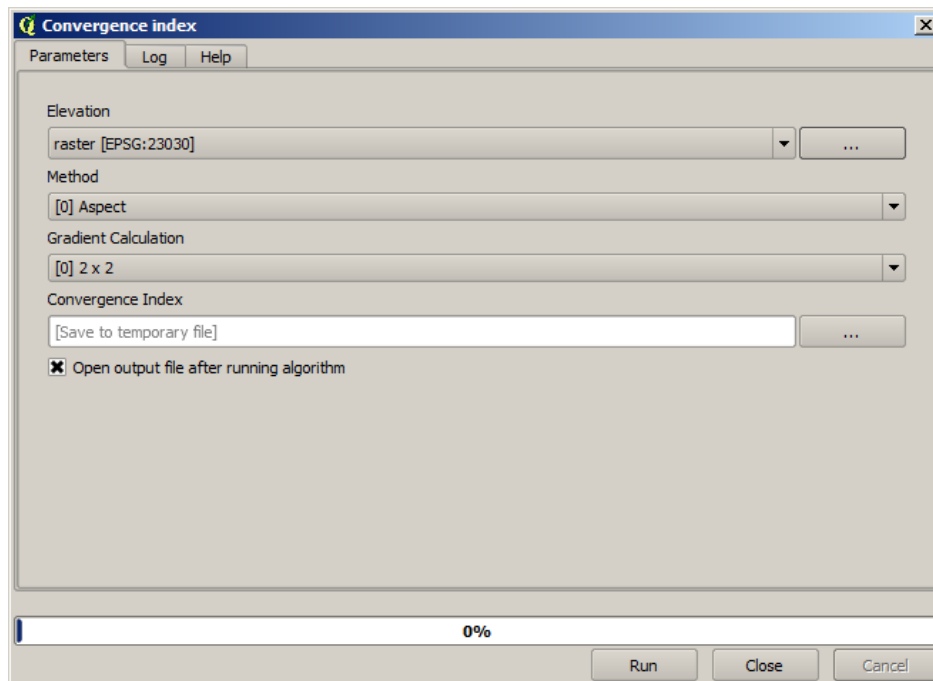 Convergence index
Parameters Log Help
Elevation
raster [EPSG:23030] ...
Method
[0] Aspect
Gradient Calculation
[0] 2 x 2
Convergence Index
[Save to temporary file] ...
Open output file after running algorithm
0%
Run Close Cancel